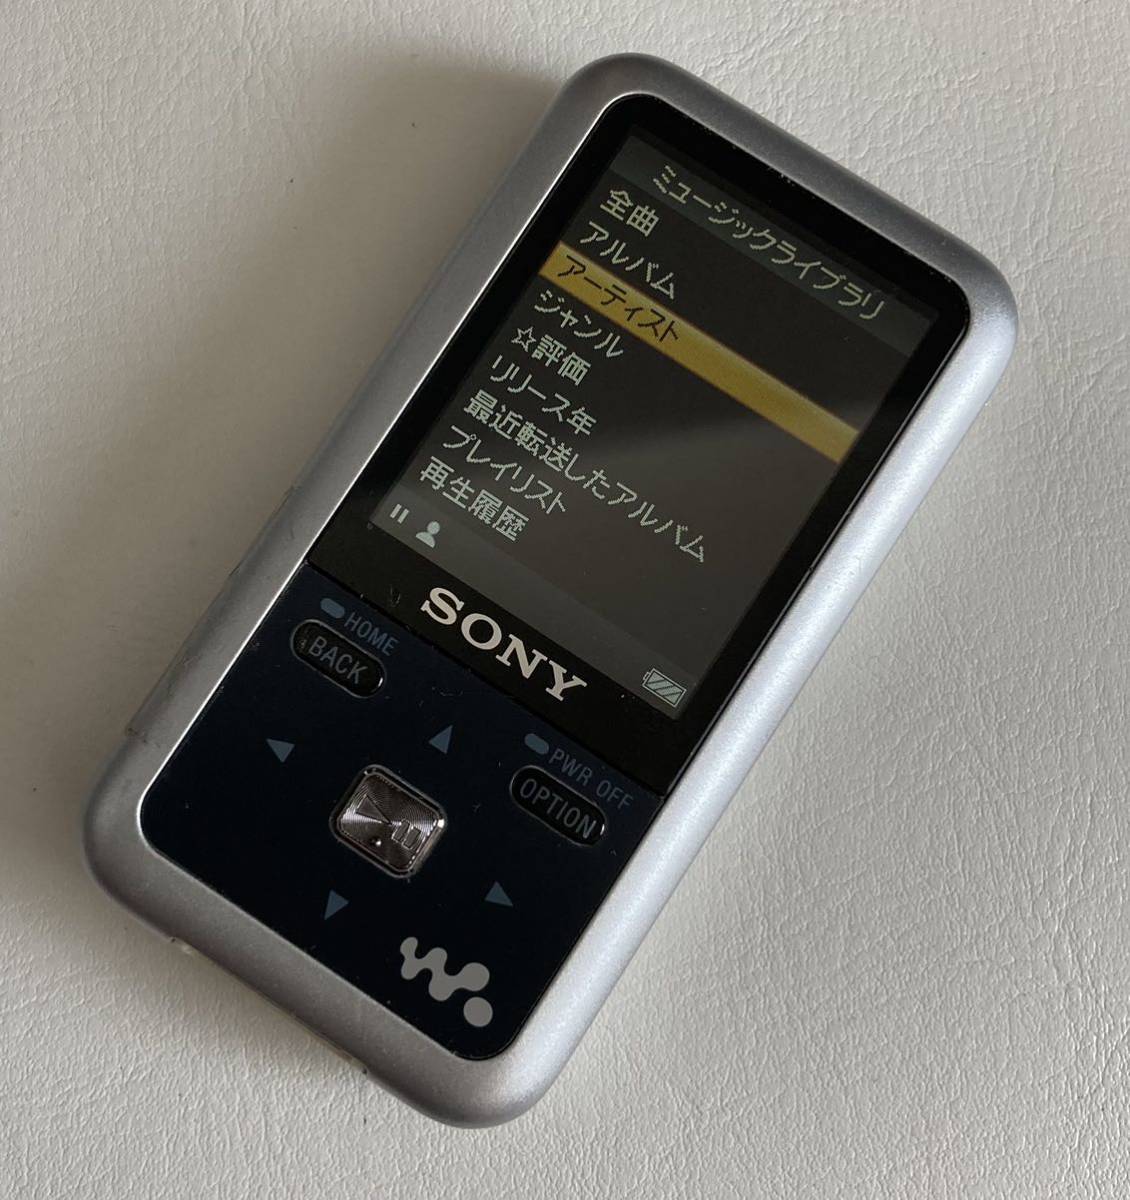 ミュージックライブラリ
全曲
アルバム
アーティスト
ジャンル
☆評価
リリース年
最近転送したアルバム
プレイリスト
再生履歴
SONY
HOME
BACK
PWR OFF
OPTION